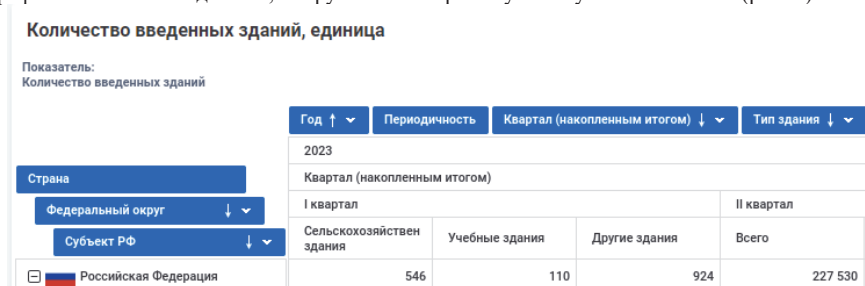 Количество введенных зданий, единица
Показатель:
Количество введенных зданий
Год ↑ Периодичность Квартал (накопленным итогом) ↓ Тип здания ↓
2023
Страна Квартал (накопленным итогом)
Федеральный округ ↓ I квартал II квартал
Субъект РФ ↓ Сельскохозяйствен здания Учебные здания Другие здания Всего
Российская Федерация 546 110 924 227 530